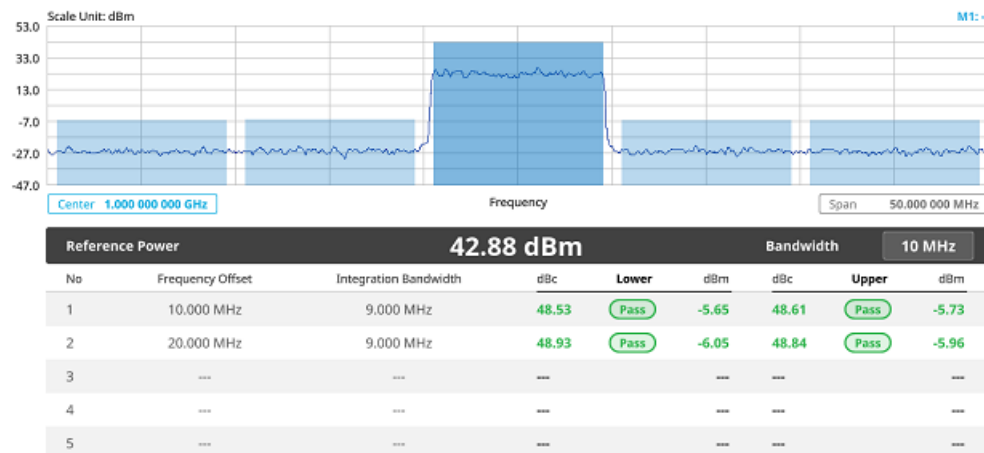 Scale Unit: dBm M1: -
53.0
33.0
13.0
-7.0
-27.0
-47.0
Center 1.000 000 000 GHz Frequency Span 50.000 000 MHz
Reference Power 42.88 dBm Bandwidth 10 MHz
No Frequency Offset Integration Bandwidth dBc Lower dBm dBc Upper dBm
1 10.000 MHz 9.000 MHz 48.53 Pass -5.65 48.61 Pass -5.73
2 20.000 MHz 9.000 MHz 48.93 Pass -6.05 48.84 Pass -5.96
3 --- --- --- --- --- ---
4 --- --- --- --- --- ---
5 --- --- --- --- --- ---